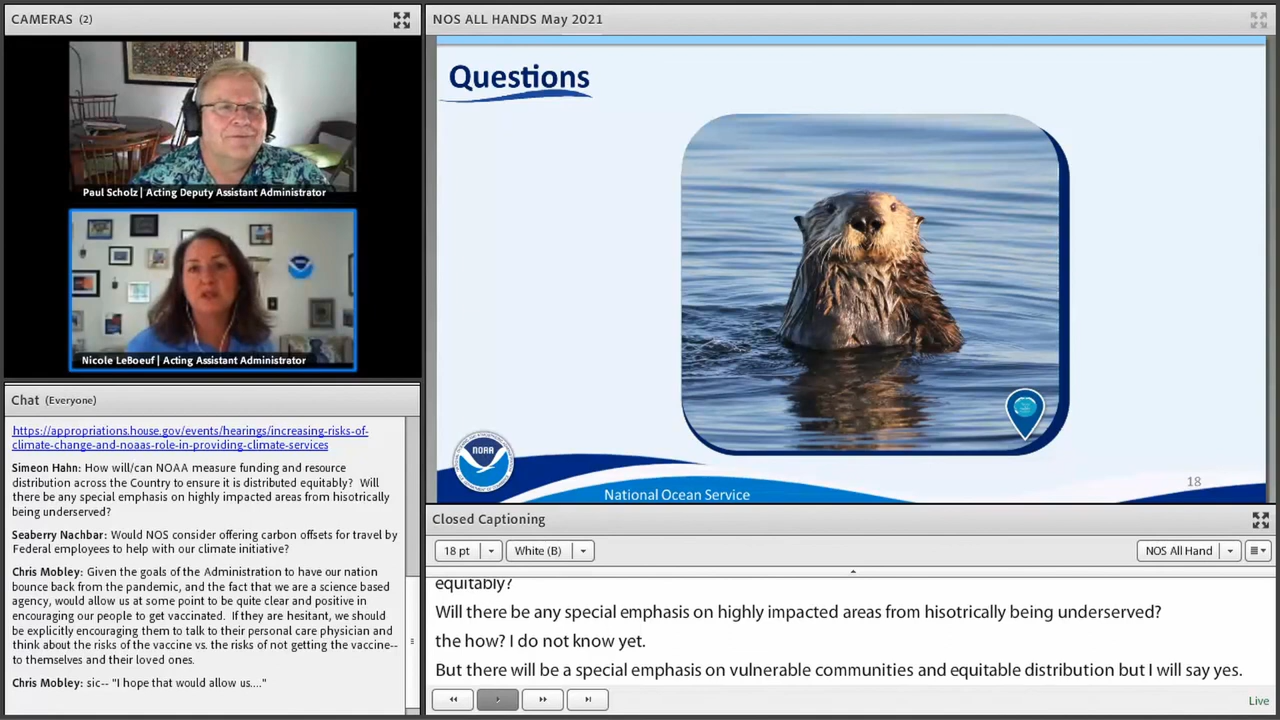 CAMERAS (2)
Paul Scholz | Acting Deputy Assistant Administrator
Nicole LeBoeuf | Acting Assistant Administrator
Chat (Everyone)
https://appropriations.house.gov/events/hearings/increasing-risks-of-
climate-change-and-noaas-role-in-providing-climate-services
Simeon Hahn: How will/can NOAA measure funding and resource
distribution across the Country to ensure it is distributed equitably? Will
there be any special emphasis on highly impacted areas from hisotrically
being underserved?
Seaberry Nachbar: Would NOS consider offering carbon offsets for travel by
Federal employees to help with our climate initiative?
Chris Mobley: Given the goals of the Administration to have our nation
bounce back from the pandemic, and the fact that we are a science based
agency, would allow us at some point to be quite clear and positive in
encouraging our people to get vaccinated. If they are hesitant, we should
be explicitly encouraging them to talk to their personal care physician and
think about the risks of the vaccine vs. the risks of not getting the vaccine--
to themselves and their loved ones.
Chris Mobley: sic-- "I hope that would allow us...."
NOS ALL HANDS May 2021
Questions
NOAA
National Ocean Service
18
Closed Captioning
18 pt
White (B)
NOS All Hand
equitably?
Will there be any special emphasis on highly impacted areas from hisotrically being underserved?
the how? I do not know yet.
But there will be a special emphasis on vulnerable communities and equitable distribution but I will say yes.
Live